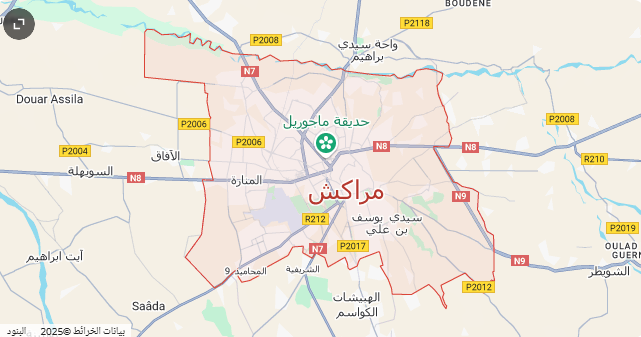 BOUDENE
P2118
P2008
واحة سيدي
براهيم
N7
Douar Assila
حديقة ماجوريل
P2006
P2008
P2006
P2004
الآفاق
N8
N8
R210
السويهلة
N8
المنارة
مراكش
N9
R212
سيدي يوسف
بن علي
P2019
P2017
N7
OULAD
GUERN
آيت ابراهيم
N9
المحاميد 9
الشريفية
الشويطر
P2012
الهبيشات
الكواسم
Saâda
البنود
بيانات الخرائط ©2025